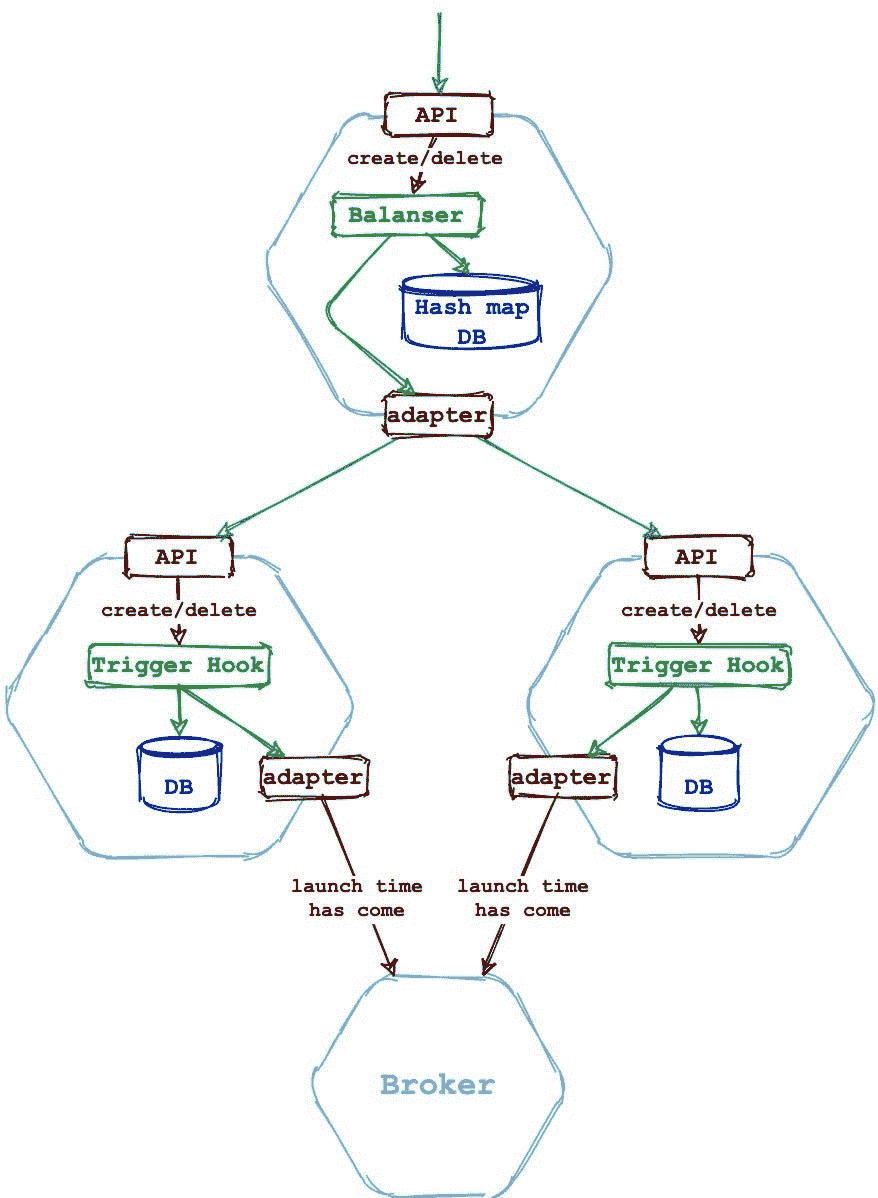 API
create/delete
Balanser
Hash map
DB
adapter
API
create/delete
Trigger Hook
DB
adapter
API
create/delete
Trigger Hook
adapter
DB
launch time
has come
launch time
has come
Broker